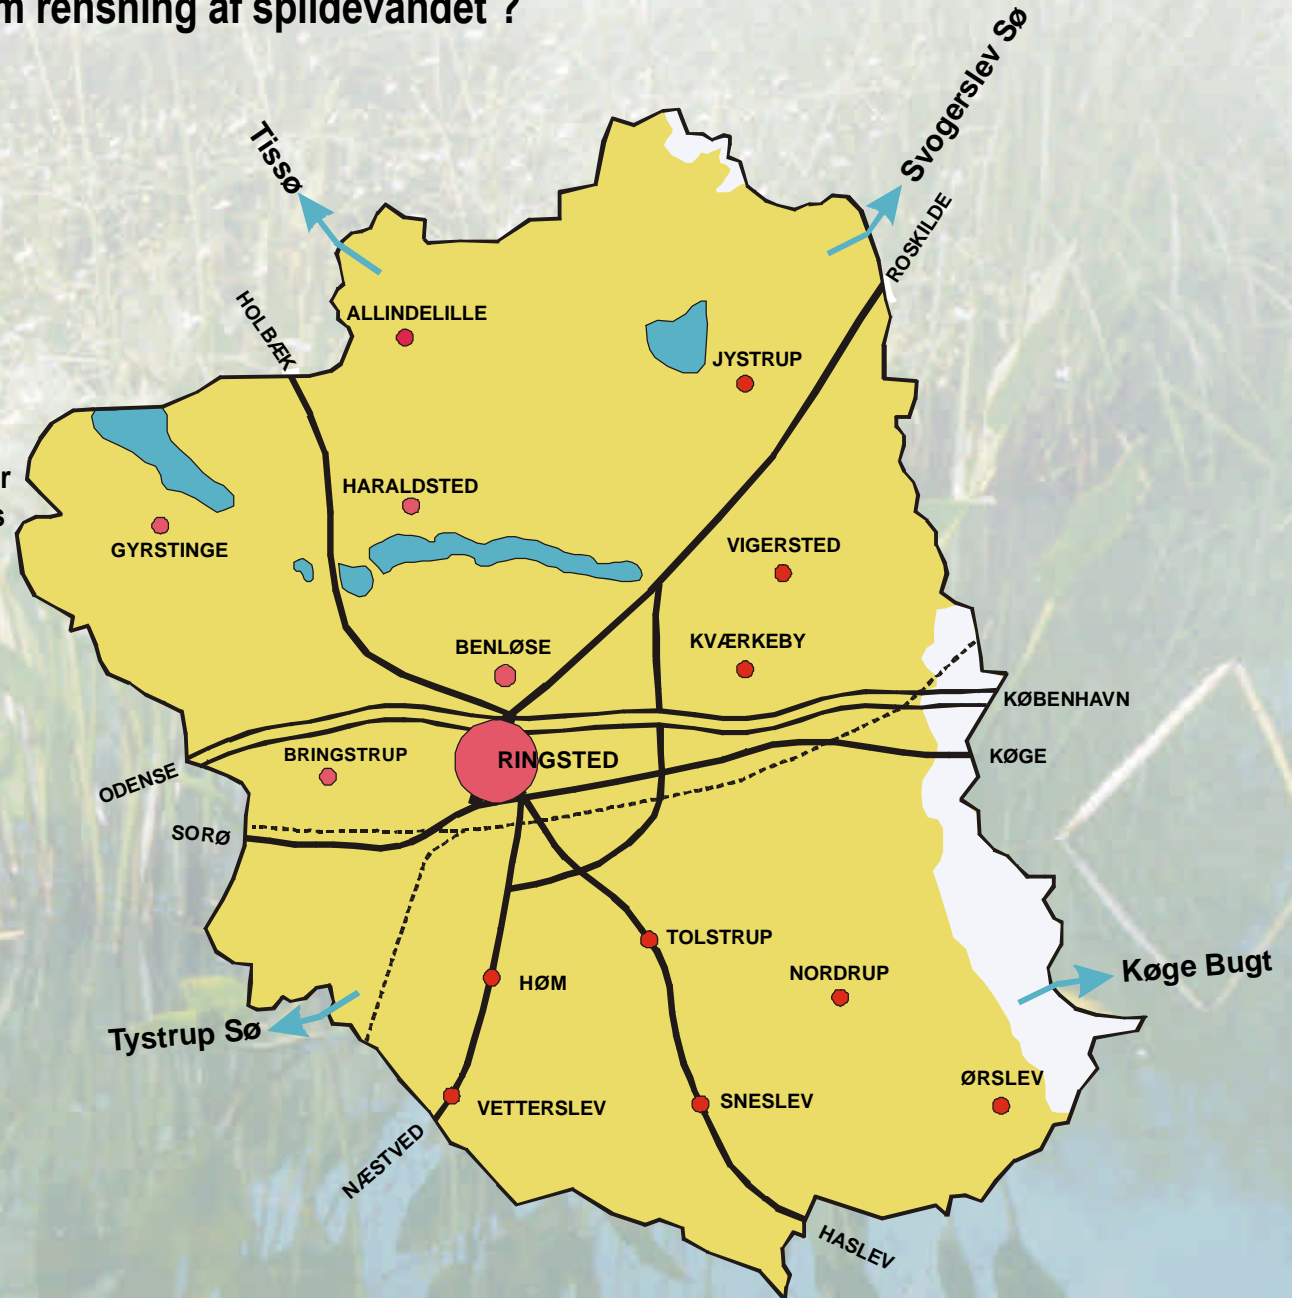 m rensning af spildevandet ?
Svogerslev Sø
Tissø
ROSKILDE
HOLBÆK
ALLINDELILLE
JYSTRUP
r
s
HARALDSTED
GYRSTINGE
VIGERSTED
BENLØSE
KVÆRKEBY
KØBENHAVN
BRINGSTRUP
RINGSTED
KØGE
ODENSE
SORØ
TOLSTRUP
Køge Bugt
NORDRUP
HØM
Tystrup Sø
ØRSLEV
VETTERSLEV
SNESLEV
NÆSTVED
HASLEV